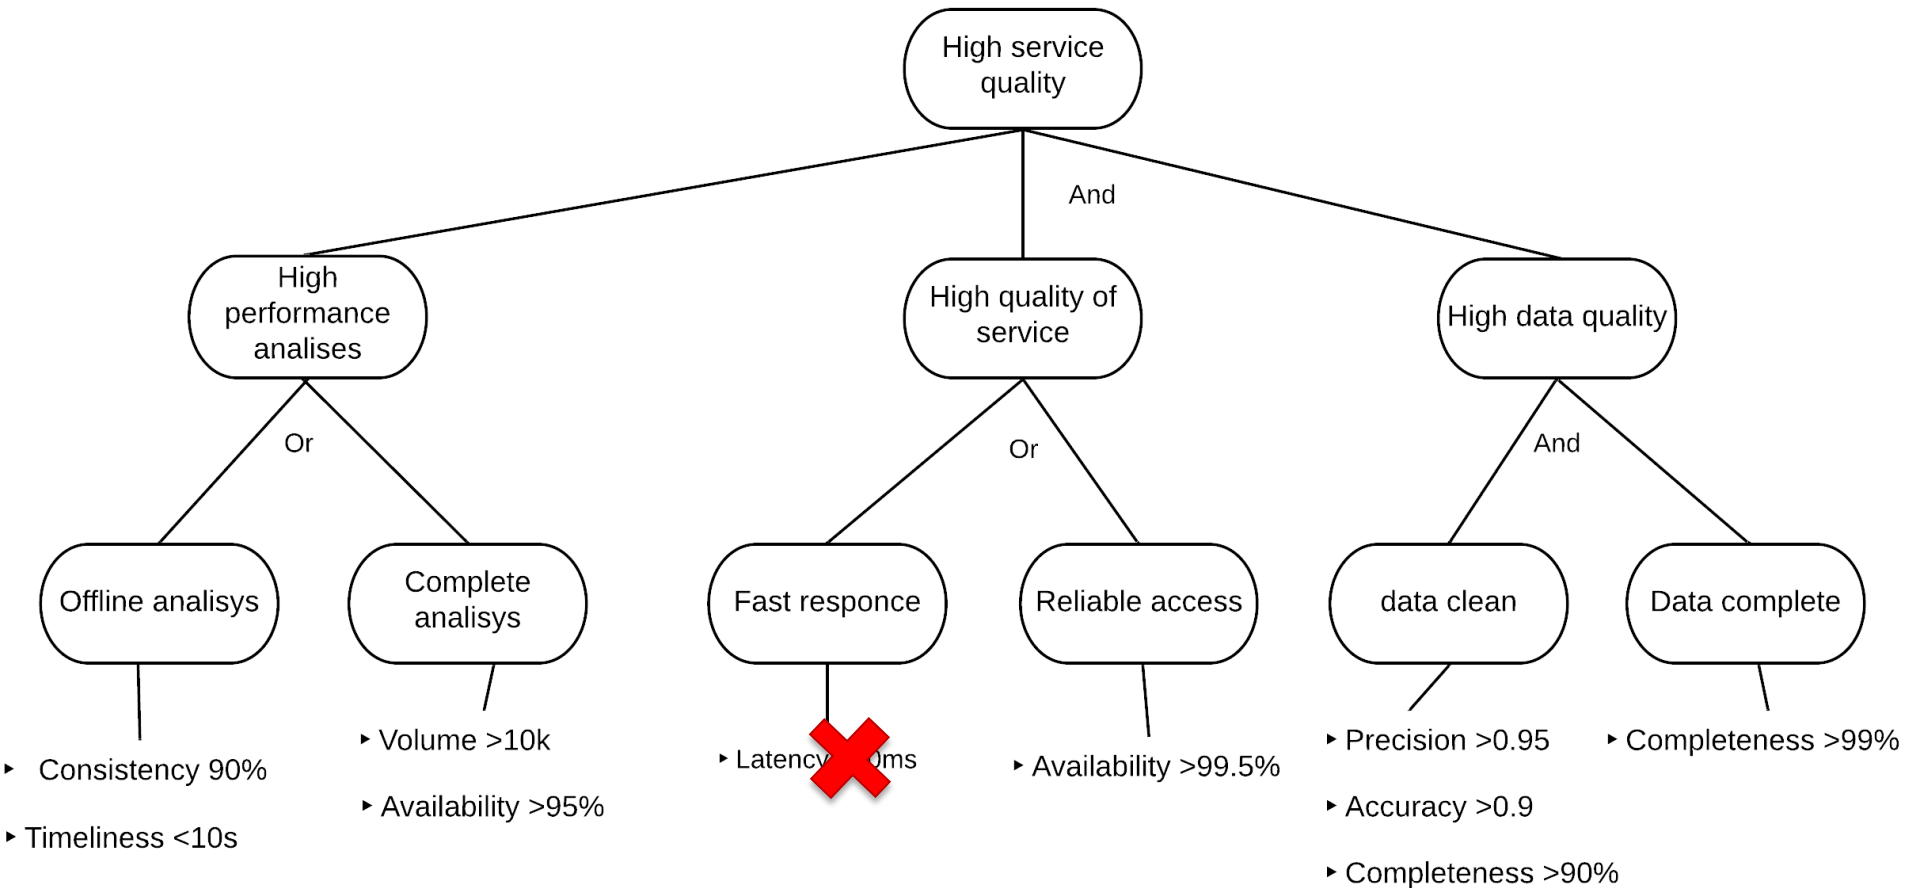 High service
quality
And
High
performance
analises
High quality of
service
High data quality
Or
Or
And
Offline analisys
Complete
analisys
Fast responce
Reliable access
data clean
Data complete
Consistency 90%
Timeliness <10s
Volume >10k
Availability >95%
Latency
Availability >99.5%
Precision >0.95
Accuracy >0.9
Completeness >90%
Completeness >99%